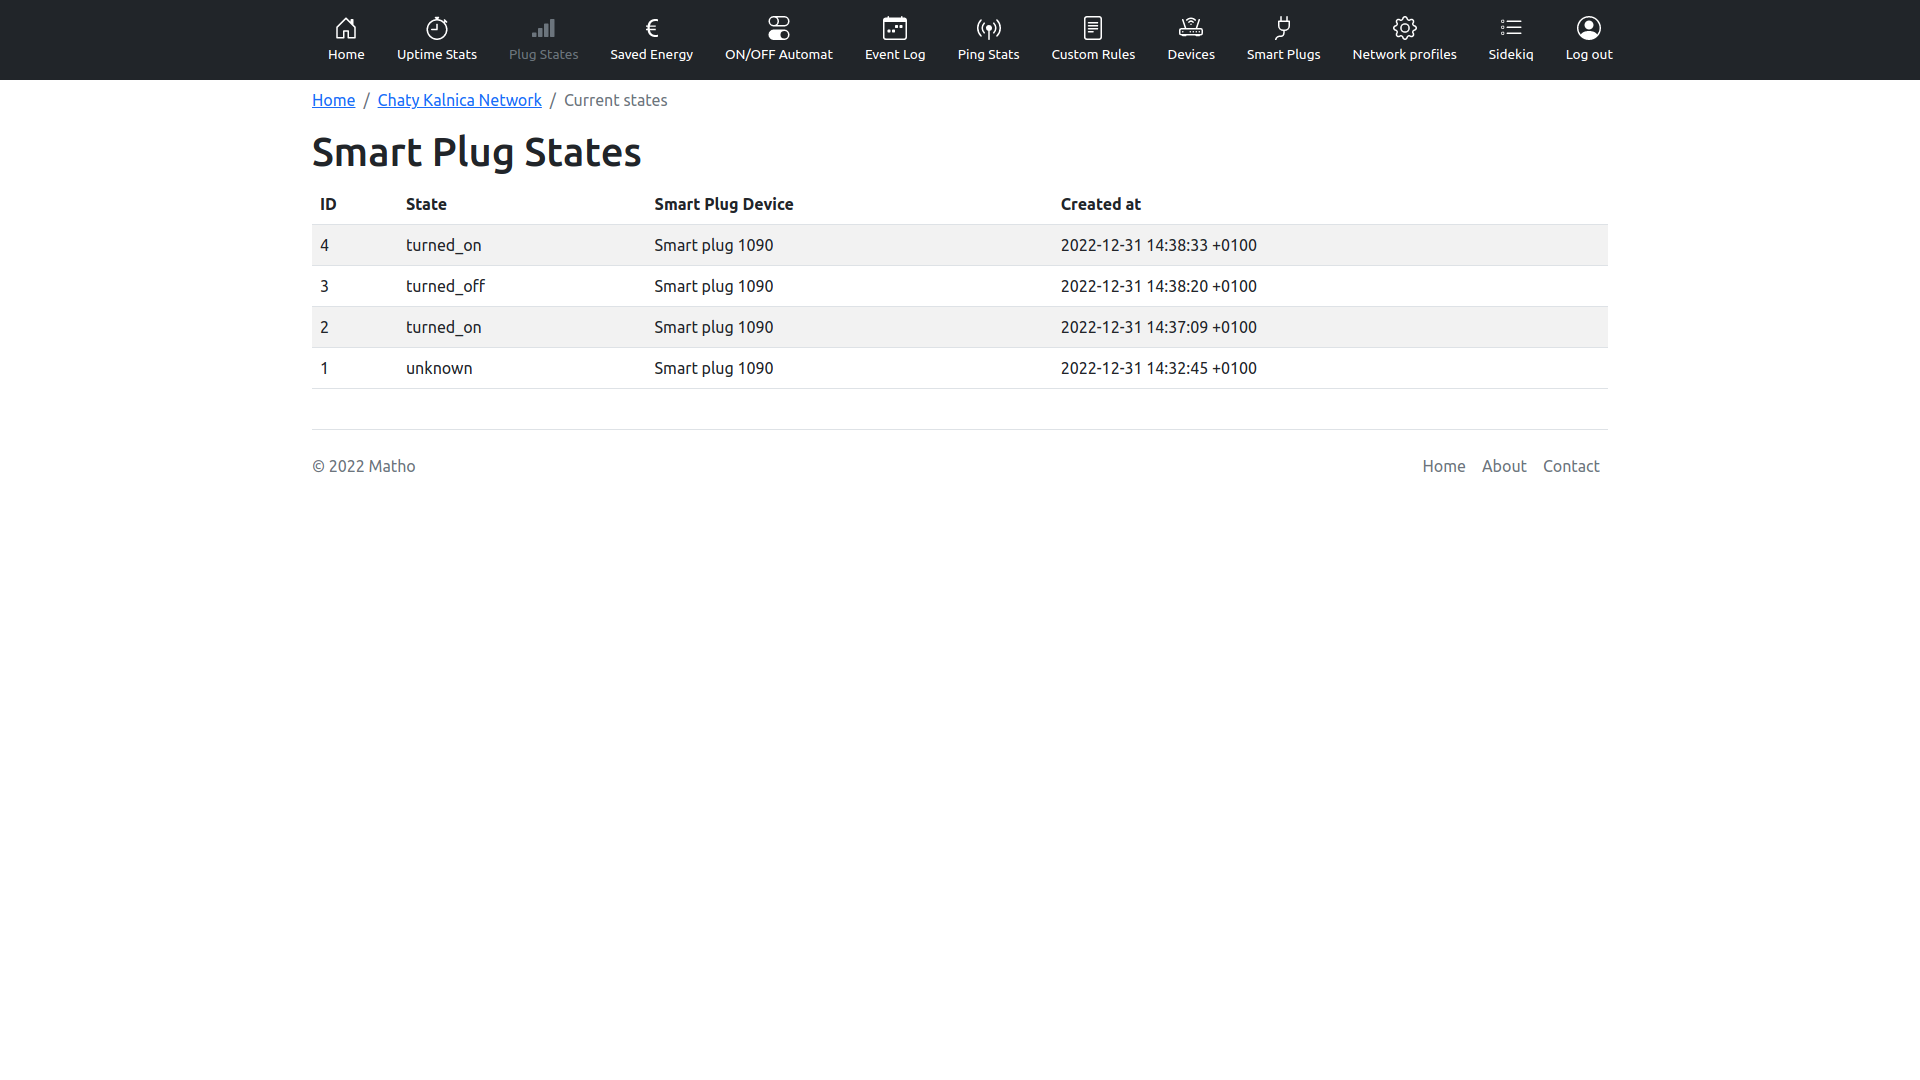 Home Uptime Stats Plug States Saved Energy ON/OFF Automat Event Log Ping Stats Custom Rules Devices Smart Plugs Network profiles Sidekiq Log out
Home / Chaty Kalnica Network / Current states
Smart Plug States
ID State Smart Plug Device Created at
4 turned_on Smart plug 1090 2022-12-31 14:38:33 +0100
3 turned_off Smart plug 1090 2022-12-31 14:38:20 +0100
2 turned_on Smart plug 1090 2022-12-31 14:37:09 +0100
1 unknown Smart plug 1090 2022-12-31 14:32:45 +0100
© 2022 Matho Home About Contact